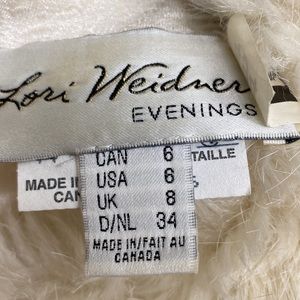 Lori Weidner
EVENINGS
CAN 6
USA 6
UK 8
D/NL 34
MADE IN/FAIT AU
CANADA
TAILLE
MADE IN
CAN